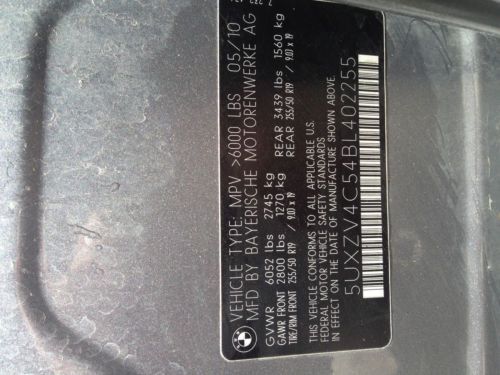 VEHICLE TYPE: MPV >6000 LBS 05/10
MFD BY BAYERISCHE MOTORENWERKE AG
GVWR 6052 lbs 2745 kg
GAWR FRONT 2800 lbs 1270 kg REAR 3439 lbs 1560 kg
TIRE/RIM FRONT 255/50 R19 / 9.0J x 19 REAR 255/50 R19 / 9.0J x 19
THIS VEHICLE CONFORMS TO ALL APPLICABLE U.S.
FEDERAL MOTOR VEHICLE SAFETY STANDARDS
IN EFFECT ON THE DATE OF MANUFACTURE SHOWN ABOVE.
5UXZV4C54BL402255
BMW